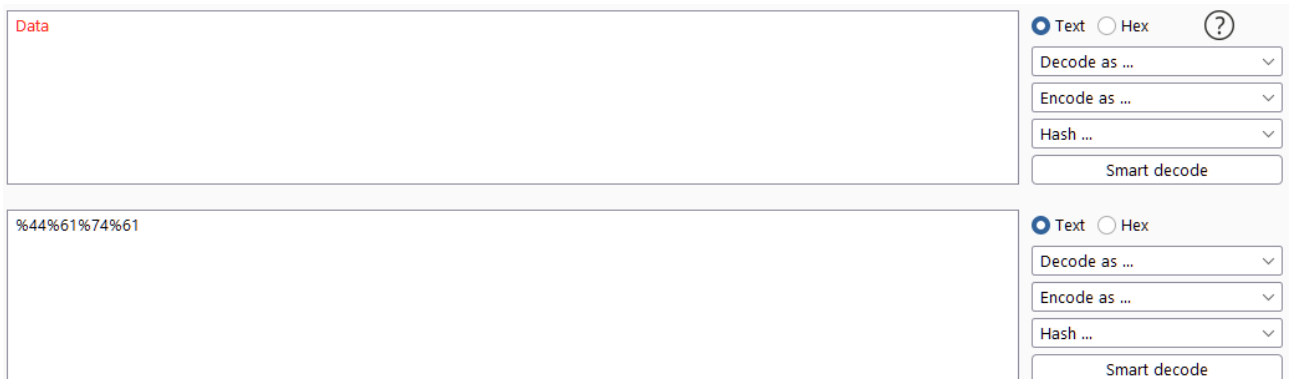 Data
Text Hex ?
Decode as ...
Encode as ...
Hash ...
Smart decode
%44%61%74%61
Text Hex
Decode as ...
Encode as ...
Hash ...
Smart decode